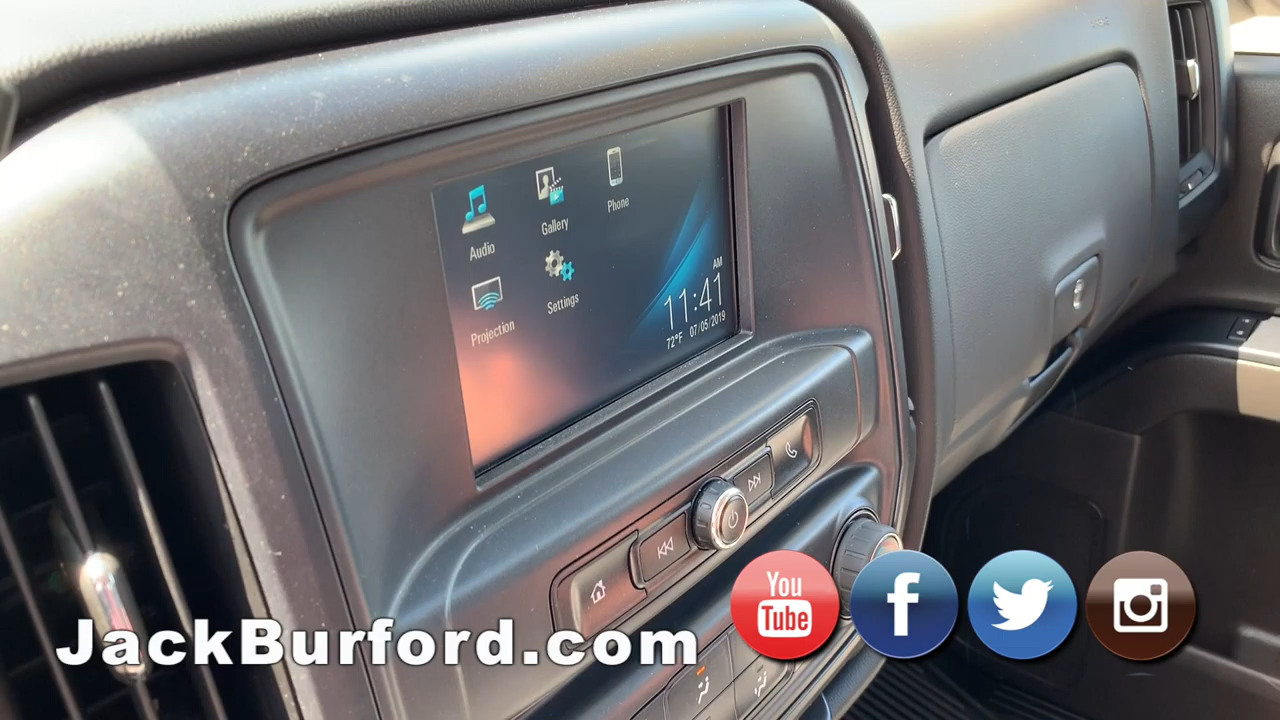 Audio
Gallery
Phone
Projection
Settings
AM
11:41
72°F 07/05/2019
JackBurford.com
You
Tube